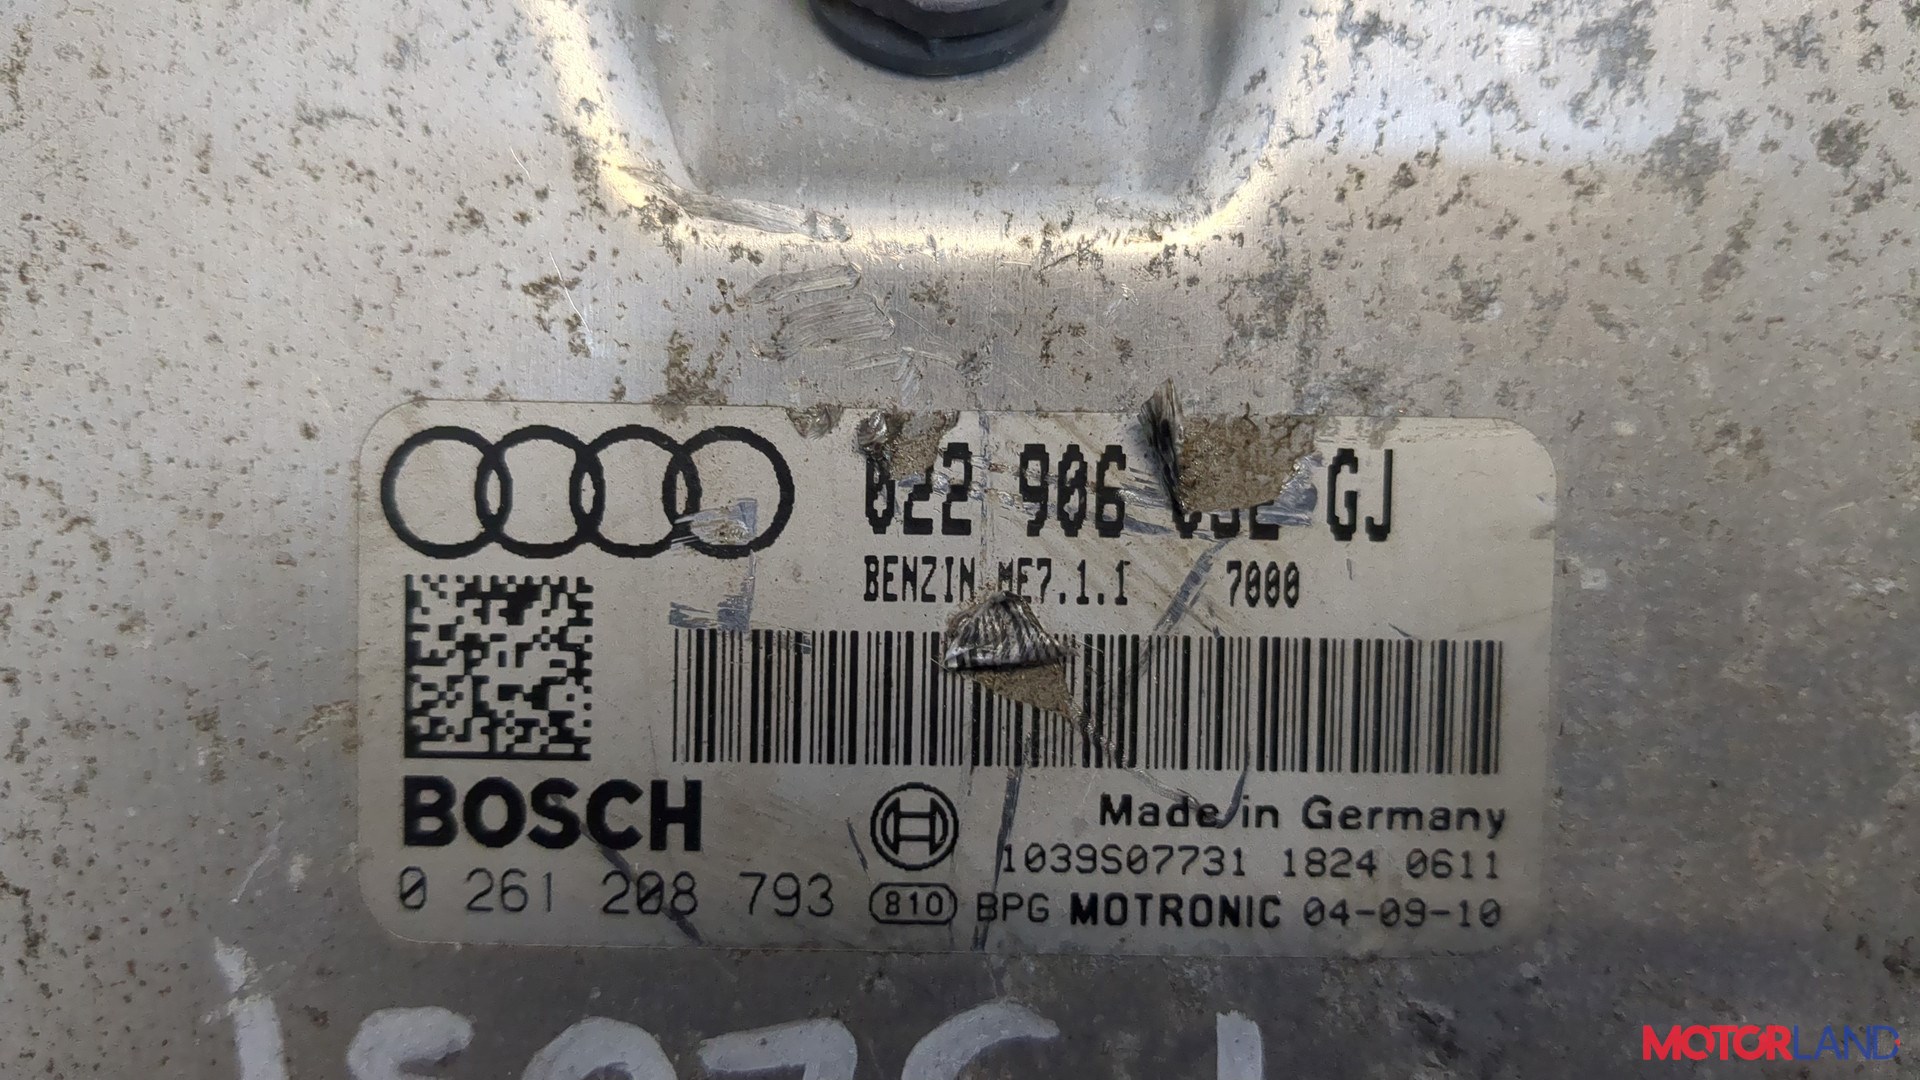 022 906 032 GJ
BENZIN ME7.1.1 7000
BOSCH
Made in Germany
1039S07731 1824 0611
0 261 208 793
810 BPG MOTRONIC 04-09-10
MOTORLAND